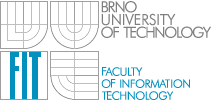 BRNO
UNIVERSITY
OF TECHNOLOGY
FIT
FACULTY
OF INFORMATION
TECHNOLOGY